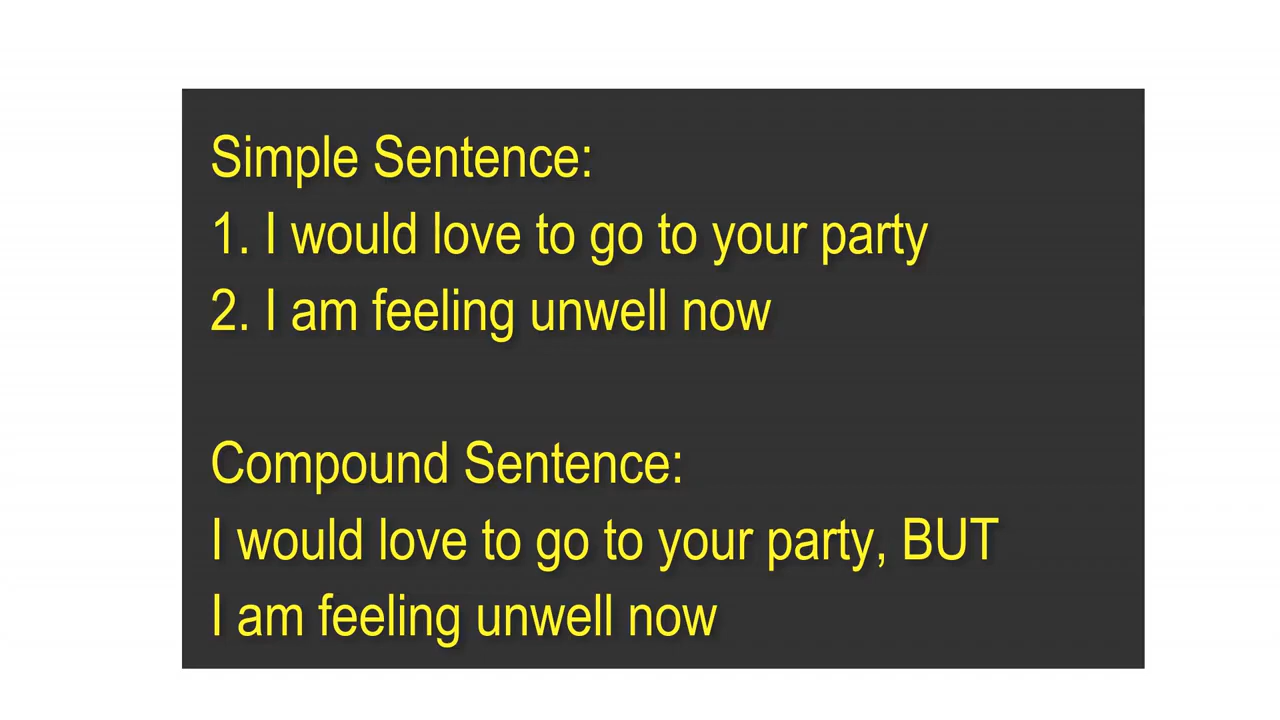 Simple Sentence:
1. I would love to go to your party
2. I am feeling unwell now
Compound Sentence:
I would love to go to your party, BUT
I am feeling unwell now